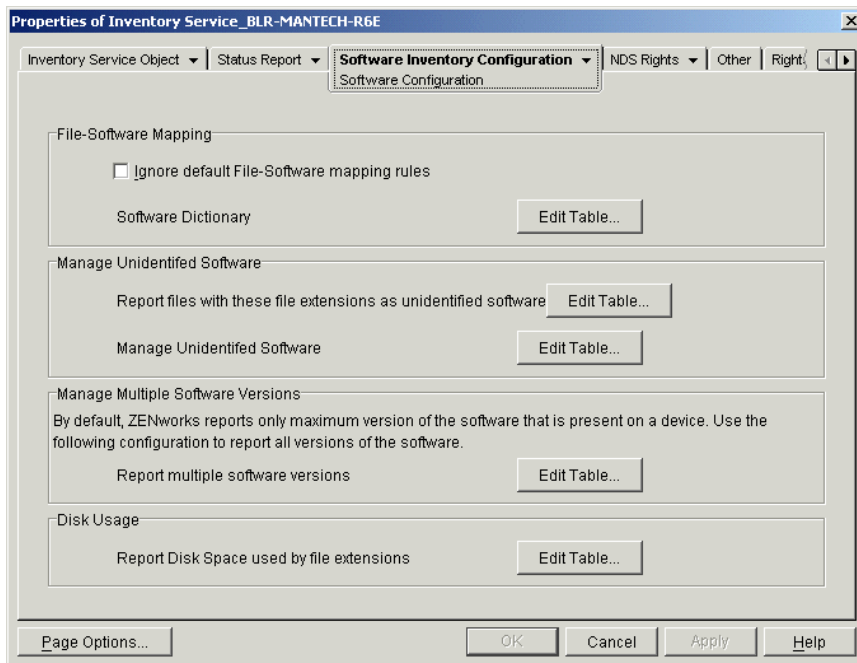 Properties of Inventory Service_BLR-MANTECH-R6E
Inventory Service Object
Status Report
Software Inventory Configuration
NDS Rights
Other
Software Configuration
File-Software Mapping
Ignore default File-Software mapping rules
Software Dictionary
Edit Table...
Manage Unidentifed Software
Report files with these file extensions as unidentified software
Edit Table...
Manage Unidentifed Software
Edit Table...
Manage Multiple Software Versions
By default, ZENworks reports only maximum version of the software that is present on a device. Use the
following configuration to report all versions of the software.
Report multiple software versions
Edit Table...
Disk Usage
Report Disk Space used by file extensions
Edit Table...
Page Options...
OK
Cancel
Apply
Help